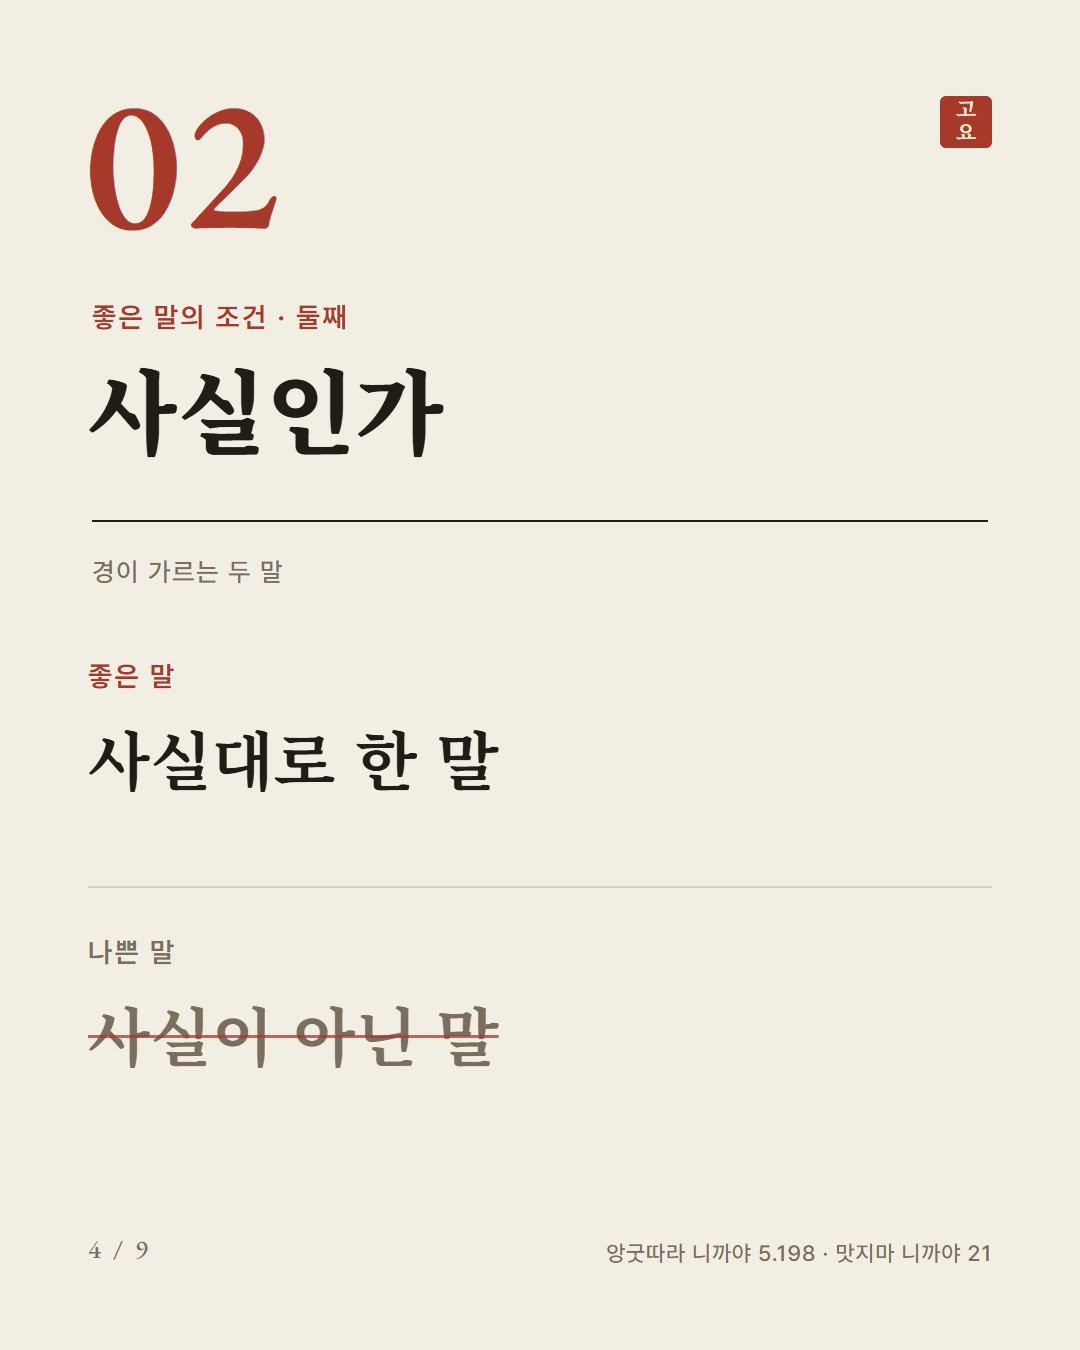 02
고
요
좋은 말의 조건 · 둘째
사실인가
경이 가르는 두 말
좋은 말
사실대로 한 말
나쁜 말
사실이 아닌 말
4 / 9
앙굿따라 니까야 5.198 · 맛지마 니까야 21